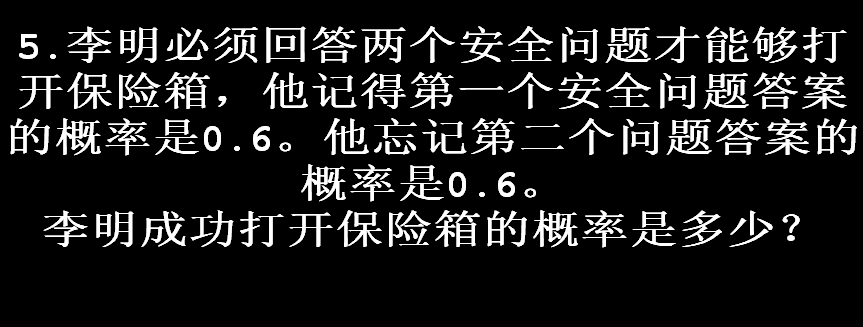 5.李明必须回答两个安全问题才能够打
开保险箱，他记得第一个安全问题答案
的概率是0.6。他忘记第二个问题答案的
概率是0.6。
李明成功打开保险箱的概率是多少？